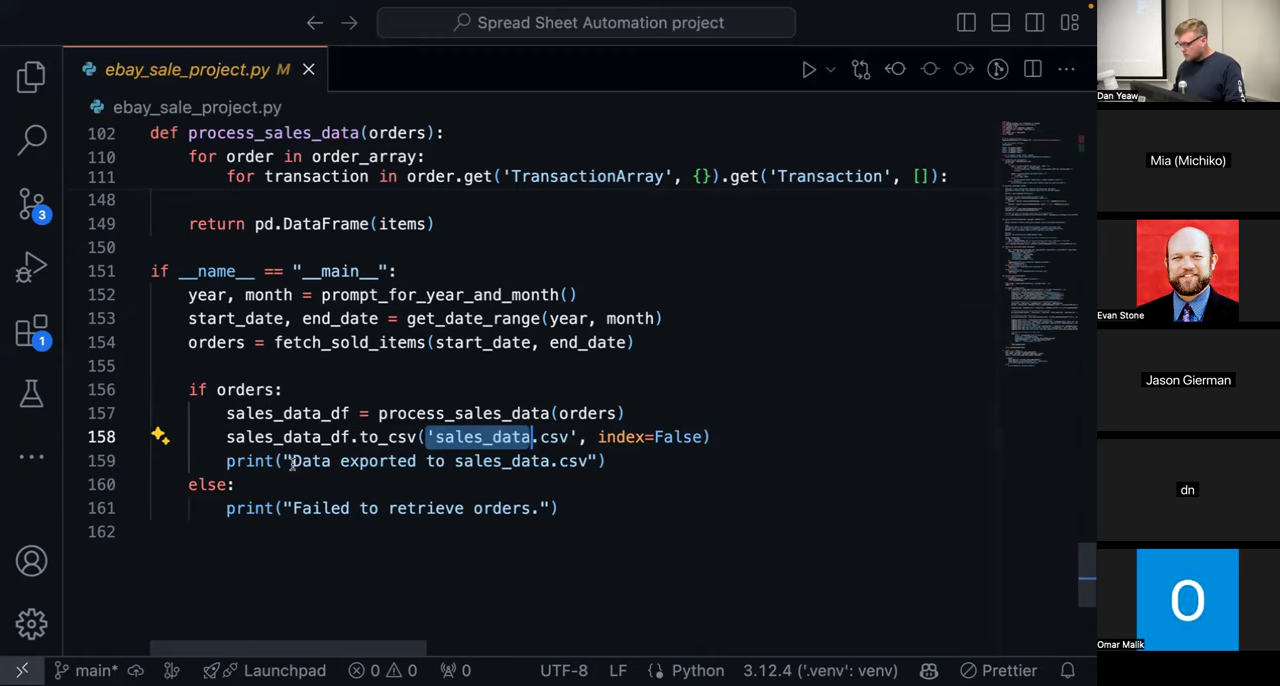 Spread Sheet Automation project
ebay_sale_project.py M
ebay_sale_project.py
102 def process_sales_data(orders):
110 for order in order_array:
111 for transaction in order.get('TransactionArray', {}).get('Transaction', []):
148
149 return pd.DataFrame(items)
150
151 if __name__ == "__main__":
152 year, month = prompt_for_year_and_month()
153 start_date, end_date = get_date_range(year, month)
154 orders = fetch_sold_items(start_date, end_date)
155
156 if orders:
157 sales_data_df = process_sales_data(orders)
158 sales_data_df.to_csv('sales_data.csv', index=False)
159 print("Data exported to sales_data.csv")
160 else:
161 print("Failed to retrieve orders.")
162
3
1
main* Launchpad 0 0 0 UTF-8 LF {} Python 3.12.4 ('.venv': venv) Prettier
Dan Yeaw
Mia (Michiko)
Evan Stone
Jason Gierman
dn
O
Omar Malik